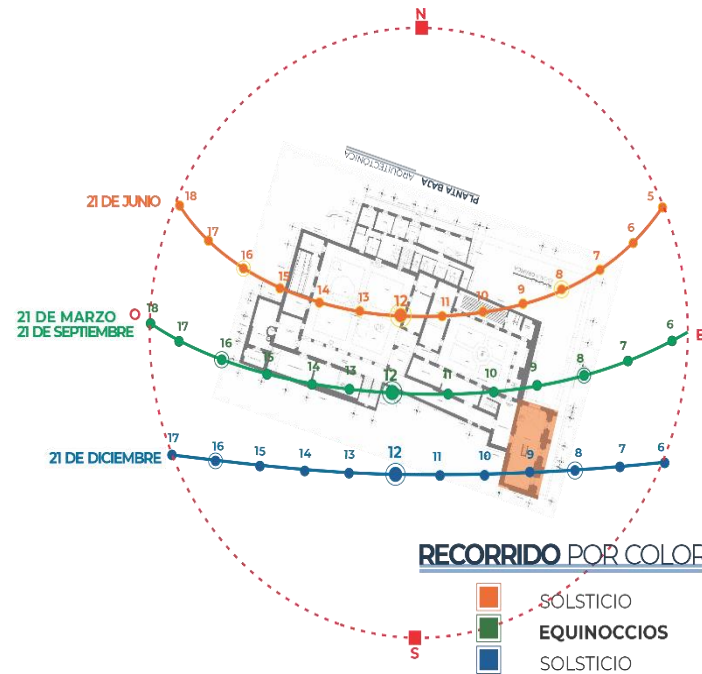 N
PLANTA BAJA
ARQUITECTÓNICA
21 DE JUNIO
18
17
16
15
14
13
12
11
10
9
8
7
6
5
21 DE MARZO
21 DE SEPTIEMBRE
O
18
17
16
15
14
13
12
11
10
9
8
7
6
E
21 DE DICIEMBRE
17
16
15
14
13
12
11
10
9
8
7
6
S
RECORRIDO POR COLOR
SOLSTICIO
EQUINOCCIOS
SOLSTICIO